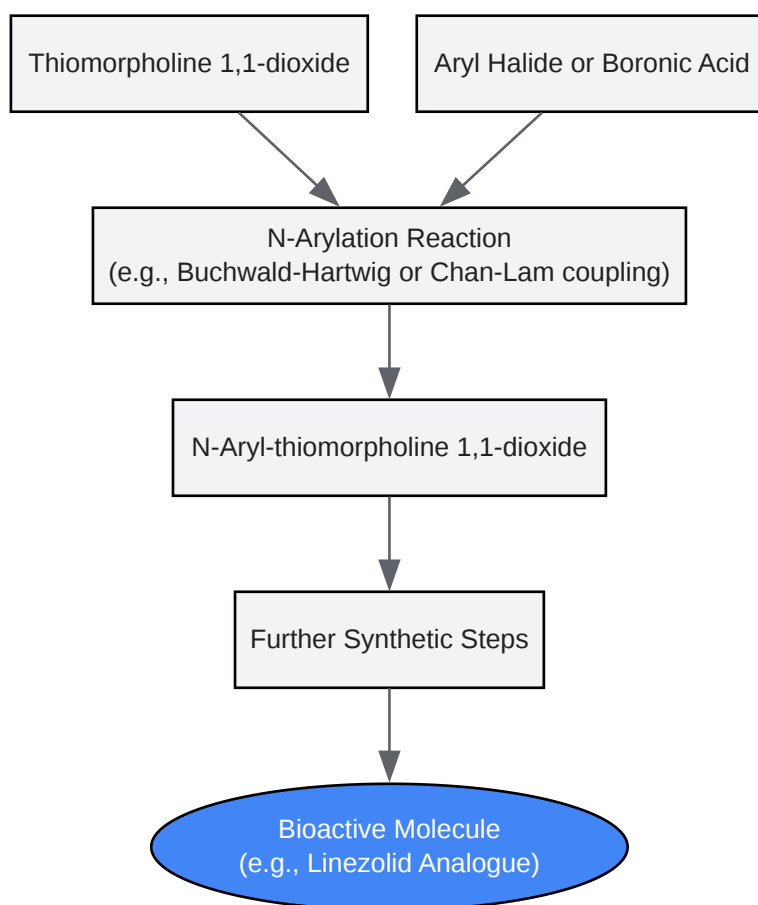 Thiomorpholine 1,1-dioxide
Aryl Halide or Boronic Acid
N-Arylation Reaction
(e.g., Buchwald-Hartwig or Chan-Lam coupling)
N-Aryl-thiomorpholine 1,1-dioxide
Further Synthetic Steps
Bioactive Molecule
(e.g., Linezolid Analogue)